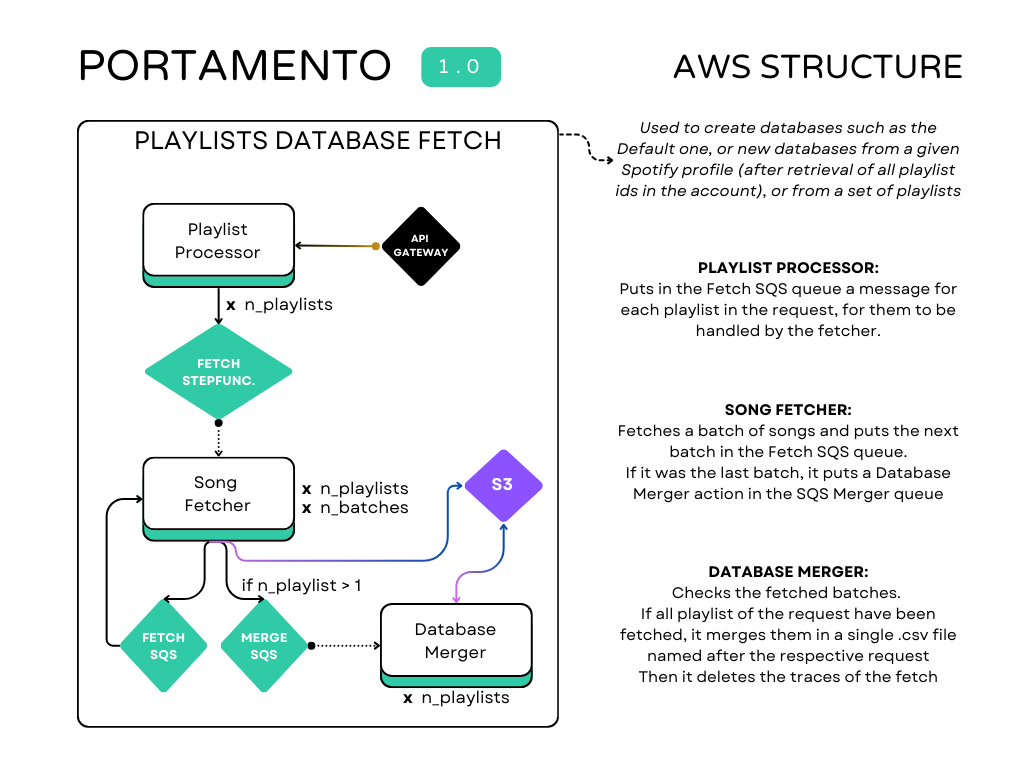 PORTAMENTO
1.0
AWS STRUCTURE
PLAYLISTS DATABASE FETCH
Used to create databases such as the
Default one, or new databases from a given
Spotify profile (after retrieval of all playlist
ids in the account), or from a set of playlists
Playlist
Processor
API
GATEWAY
x n_playlists
FETCH
STEPFUNC.
Song
Fetcher
x n_playlists
x n_batches
S3
if n_playlist > 1
FETCH
SQS
MERGE
SQS
Database
Merger
x n_playlists
PLAYLIST PROCESSOR:
Puts in the Fetch SQS queue a message for
each playlist in the request, for them to be
handled by the fetcher.
SONG FETCHER:
Fetches a batch of songs and puts the next
batch in the Fetch SQS queue.
If it was the last batch, it puts a Database
Merger action in the SQS Merger queue
DATABASE MERGER:
Checks the fetched batches.
If all playlist of the request have been
fetched, it merges them in a single .csv file
named after the respective request
Then it deletes the traces of the fetch